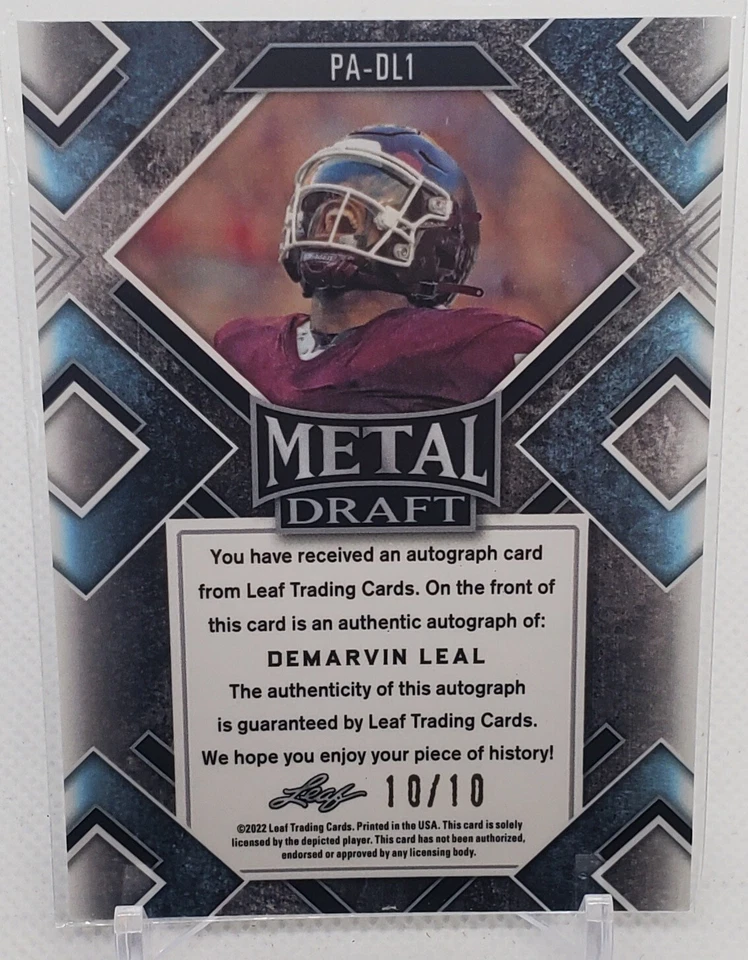 PA-DL1
METAL
DRAFT
You have received an autograph card
from Leaf Trading Cards. On the front of
this card is an authentic autograph of:
DEMARVIN LEAL
The authenticity of this autograph
is guaranteed by Leaf Trading Cards.
We hope you enjoy your piece of history!
Leaf 10/10
©2022 Leaf Trading Cards. Printed in the USA. This card is solely
licensed by the depicted player. This card has not been authorized,
endorsed or approved by any licensing body.